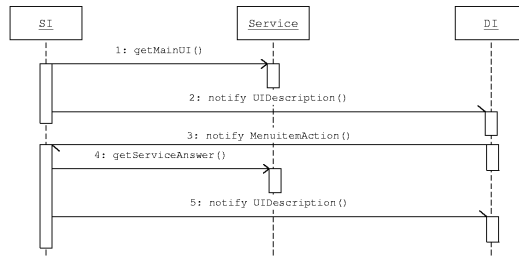 SI
Service
DI
1: getMainUI()
2: notify UIDescription()
3: notify MenuitemAction()
4: getServiceAnswer()
5: notify UIDescription()